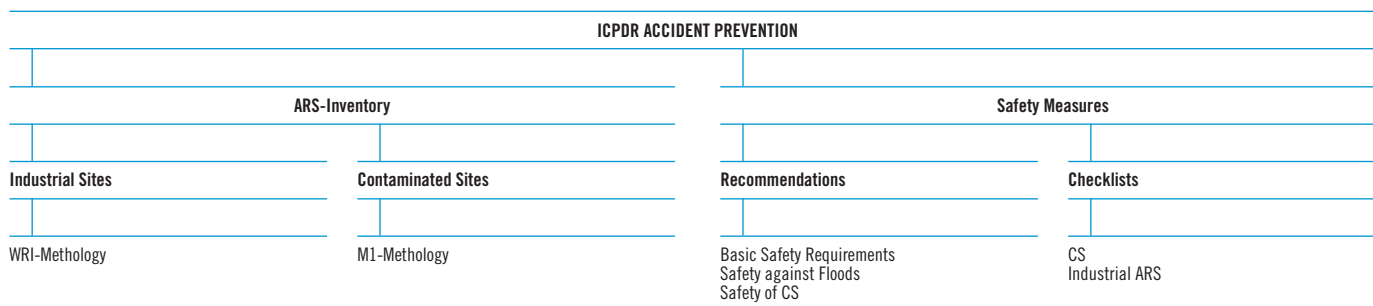 ICPDR ACCIDENT PREVENTION
ARS-Inventory
Safety Measures
Industrial Sites
Contaminated Sites
Recommendations
Checklists
WRI-Methology
M1-Methology
Basic Safety Requirements
Safety against Floods
Safety of CS
CS
Industrial ARS